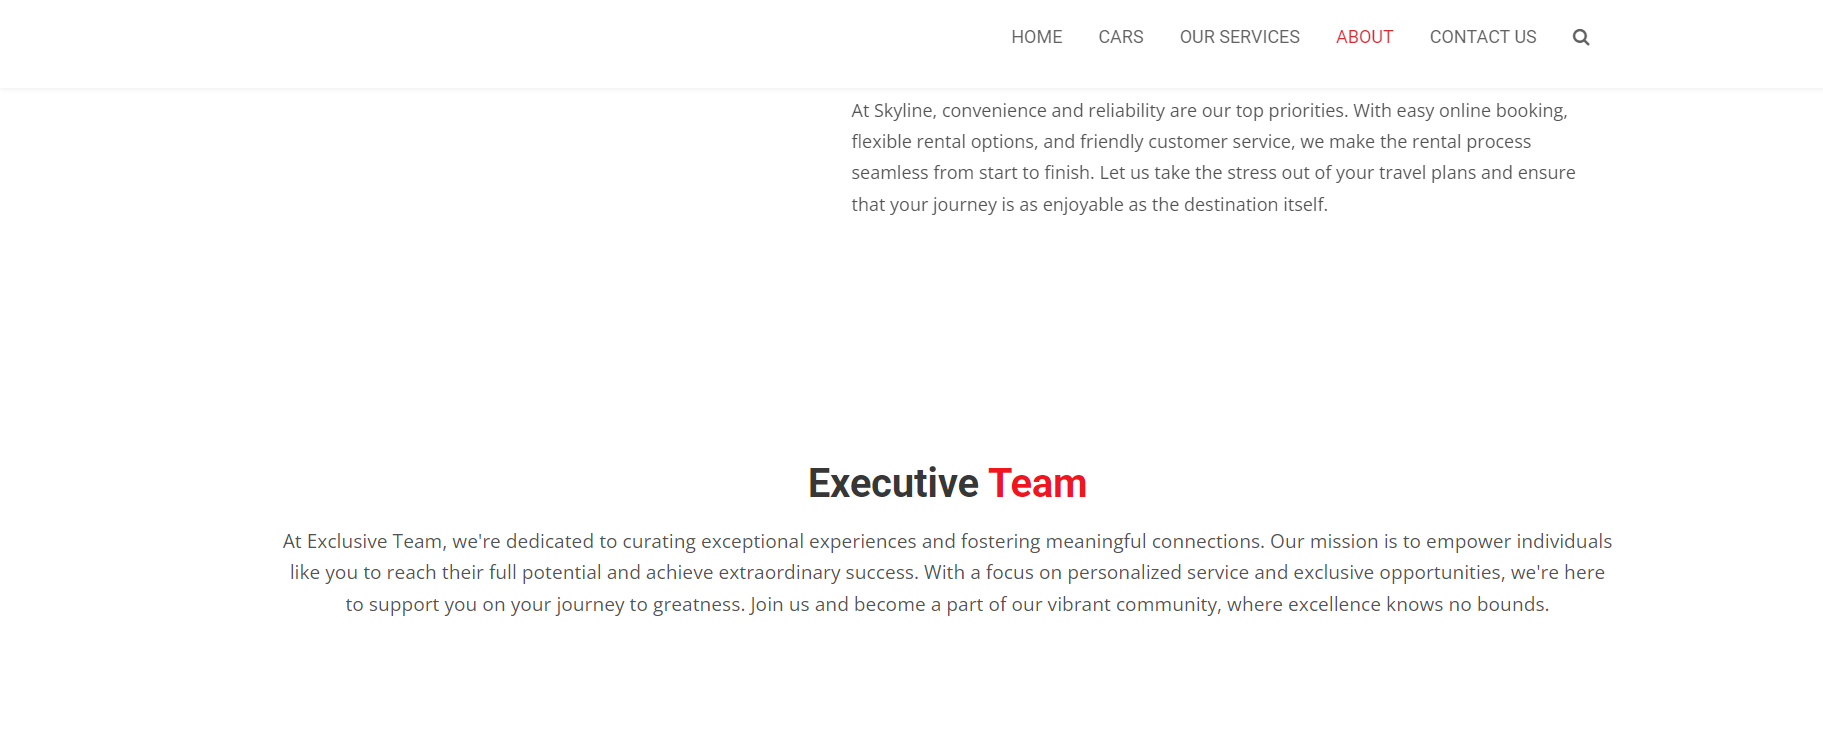 HOME CARS OUR SERVICES ABOUT CONTACT US
At Skyline, convenience and reliability are our top priorities. With easy online booking,
flexible rental options, and friendly customer service, we make the rental process
seamless from start to finish. Let us take the stress out of your travel plans and ensure
that your journey is as enjoyable as the destination itself.
Executive Team
At Exclusive Team, we're dedicated to curating exceptional experiences and fostering meaningful connections. Our mission is to empower individuals
like you to reach their full potential and achieve extraordinary success. With a focus on personalized service and exclusive opportunities, we're here
to support you on your journey to greatness. Join us and become a part of our vibrant community, where excellence knows no bounds.